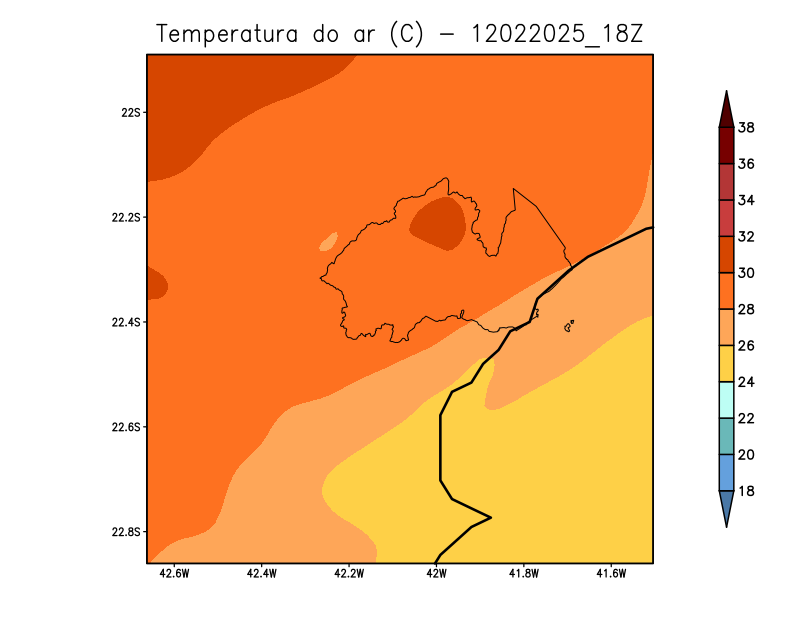 Temperatura do ar (C) - 12022025_18Z
22S
22.2S
22.4S
22.6S
22.8S
42.6W
42.4W
42.2W
42W
41.8W
41.6W
38
36
34
32
30
28
26
24
22
20
18